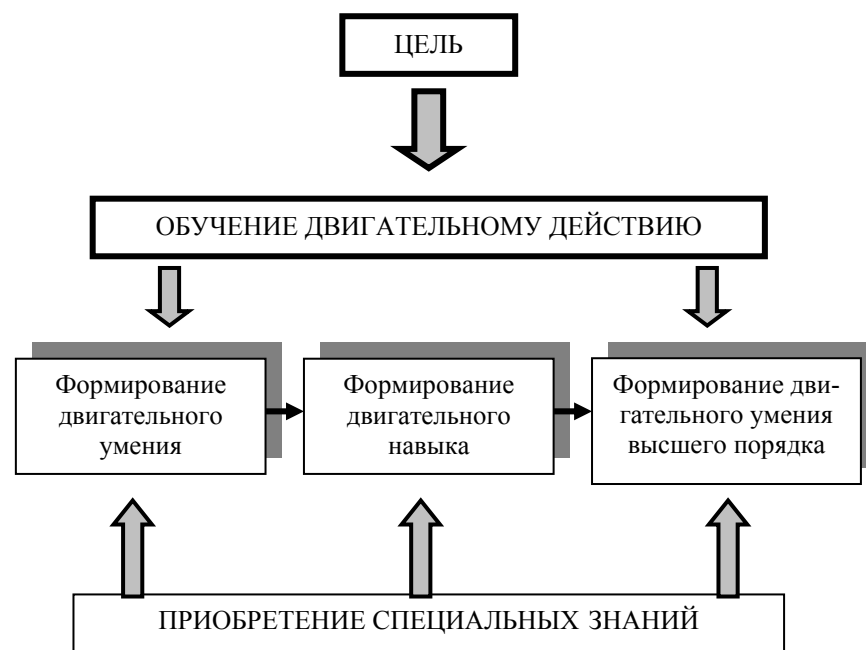 ЦЕЛЬ
ОБУЧЕНИЕ ДВИГАТЕЛЬНОМУ ДЕЙСТВИЮ
Формирование
двигательного
умения
Формирование
двигательного
навыка
Формирование дви-
гательного умения
высшего порядка
ПРИОБРЕТЕНИЕ СПЕЦИАЛЬНЫХ ЗНАНИЙ